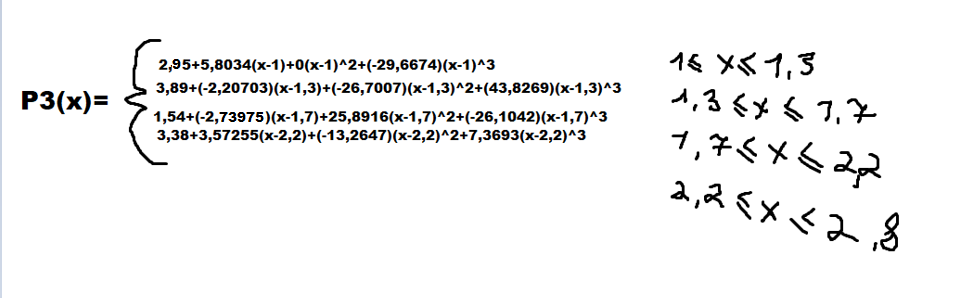 2,95+5,8034(x-1)+0(x-1)^2+(-29,6674)(x-1)^3 1≤ x≤1,3
P3(x)= 3,89+(-2,20703)(x-1,3)+(-26,7007)(x-1,3)^2+(43,8269)(x-1,3)^3 1,3≤x≤1,7
1,54+(-2,73975)(x-1,7)+25,8916(x-1,7)^2+(-26,1042)(x-1,7)^3 1,7≤x≤2,2
3,38+3,57255(x-2,2)+(-13,2647)(x-2,2)^2+7,3693(x-2,2)^3 2,2≤x≤2,8